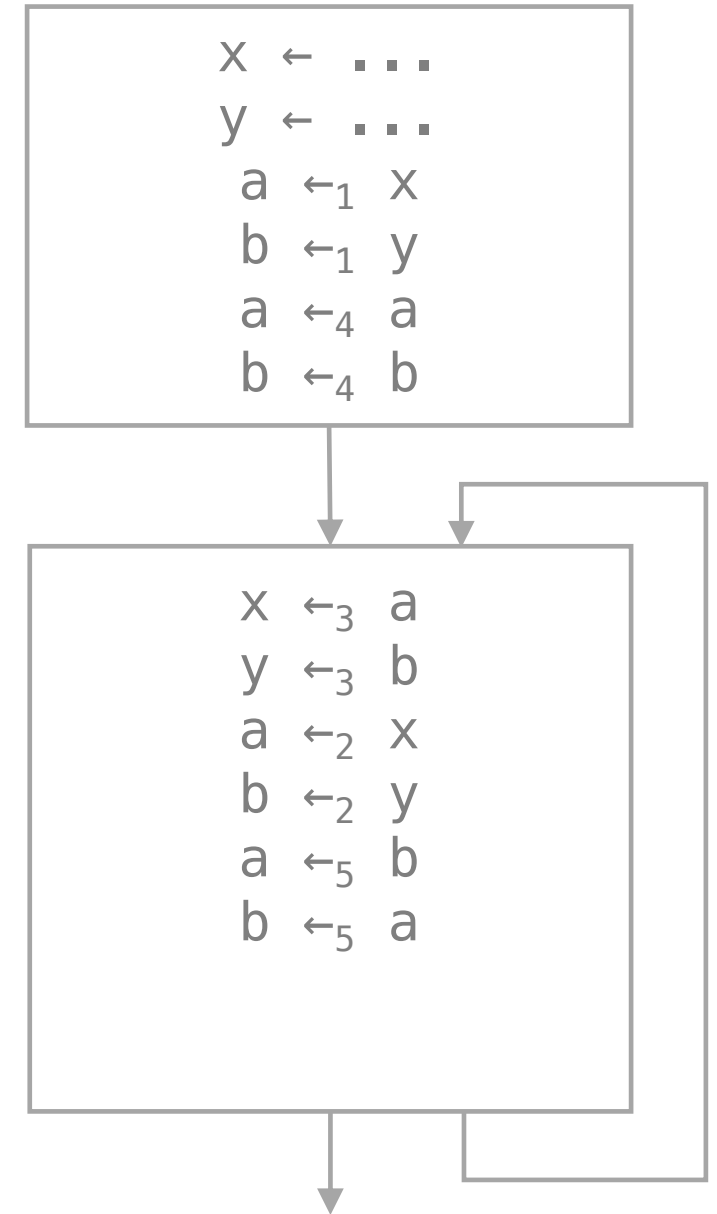 x ← ...
y ← ...
a ←₁ x
b ←₁ y
a ←₄ a
b ←₄ b
x ←₃ a
y ←₃ b
a ←₂ x
b ←₂ y
a ←₅ b
b ←₅ a